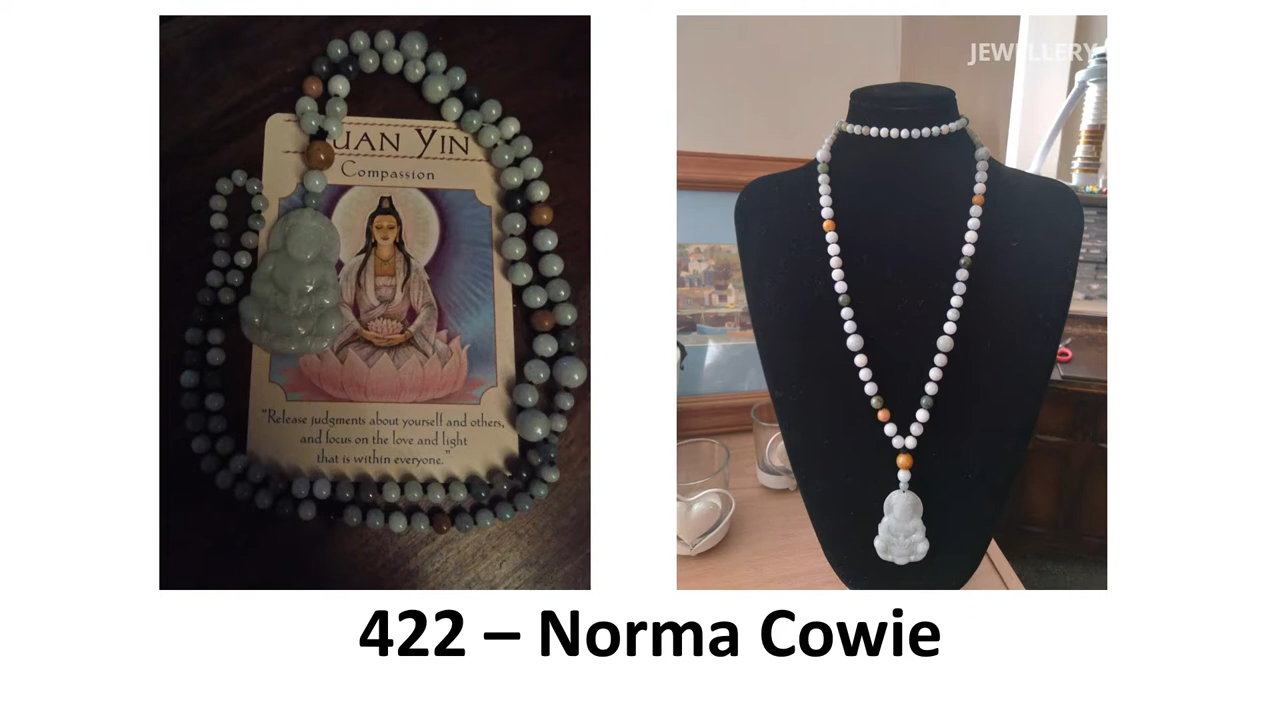 UAN YIN
Compassion
"Release judgments about yourself and others,
and focus on the love and light
that is within everyone."
JEWELLERY
422 – Norma Cowie